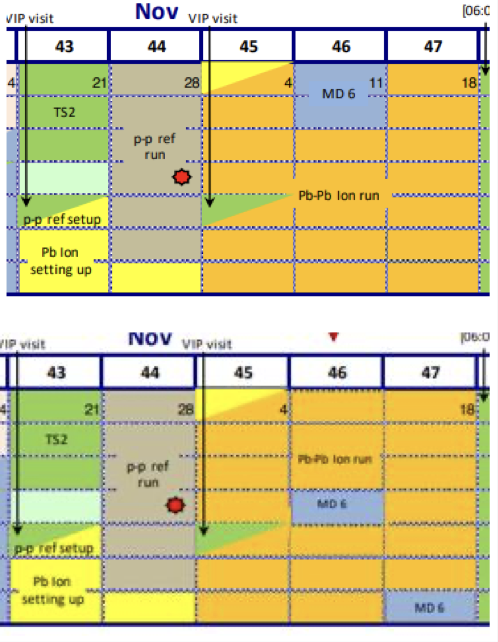 Nov
[06:0
VIP visit
VIP visit
43 44 45 46 47
4 21 28 4 11 18
MD 6
TS2
p-p ref
run
Pb-Pb Ion run
p-p ref setup
Pb Ion
setting up
Nov
[06:0
VIP visit
VIP visit
43 44 45 46 47
4 21 28 4 18
TS2
Pb-Pb Ion run
p-p ref
run
MD 6
p-p ref setup
Pb Ion
setting up
MD 6